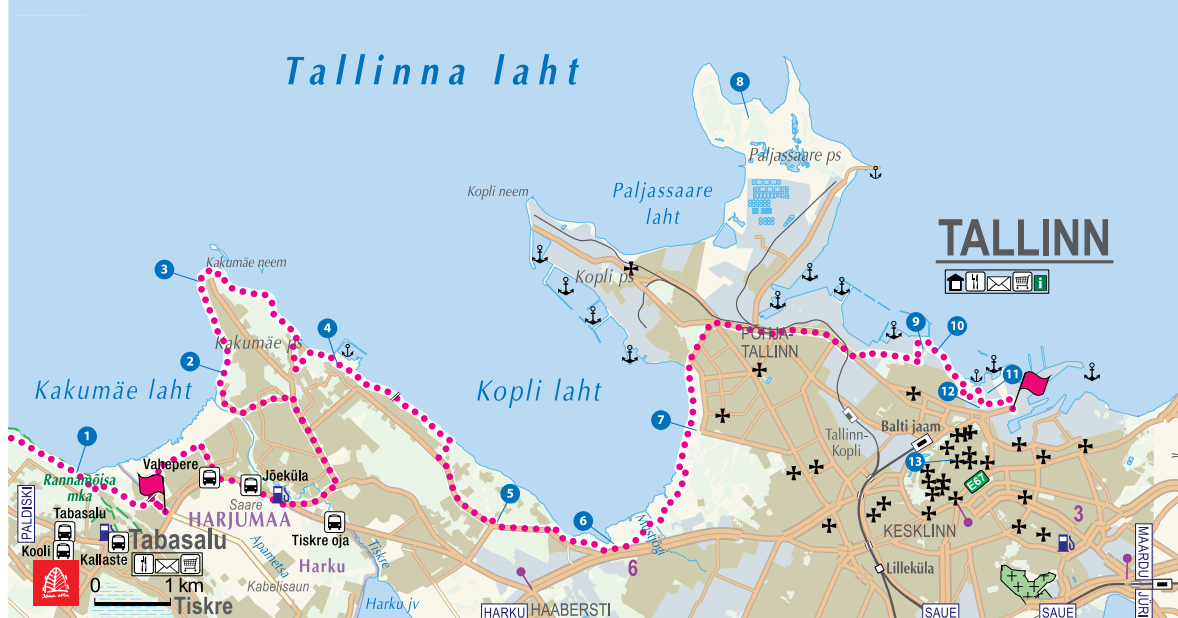 Tallinna laht
8
Paljassaare ps
Kopli neem
Paljassaare
laht
TALLINN
i
3
Kakumäe neem
Kopli ps
4
Kakumäe ps
9
10
PÕHJA-
TALLINN
2
Kakumäe laht
Kopli laht
11
12
7
Balti jaam
Tallinn-
Kopli
1
13
Rannamõisa
mka
Vahepere
Jõeküla
Saare
E67
5
6
PALDISKI
Tabasalu
HARJUMAA
Tiskre oja
KESKLINN
3
Kooli
Kallaste
Tabasalu
Apametsa
Tiskre
Harku
6
Lilleküla
MAARDU
JÜRI
0 1 km
Kabelisaun
Tiskre
Harku jv
HARKU
HAABERSTI
SAUE
SAUE